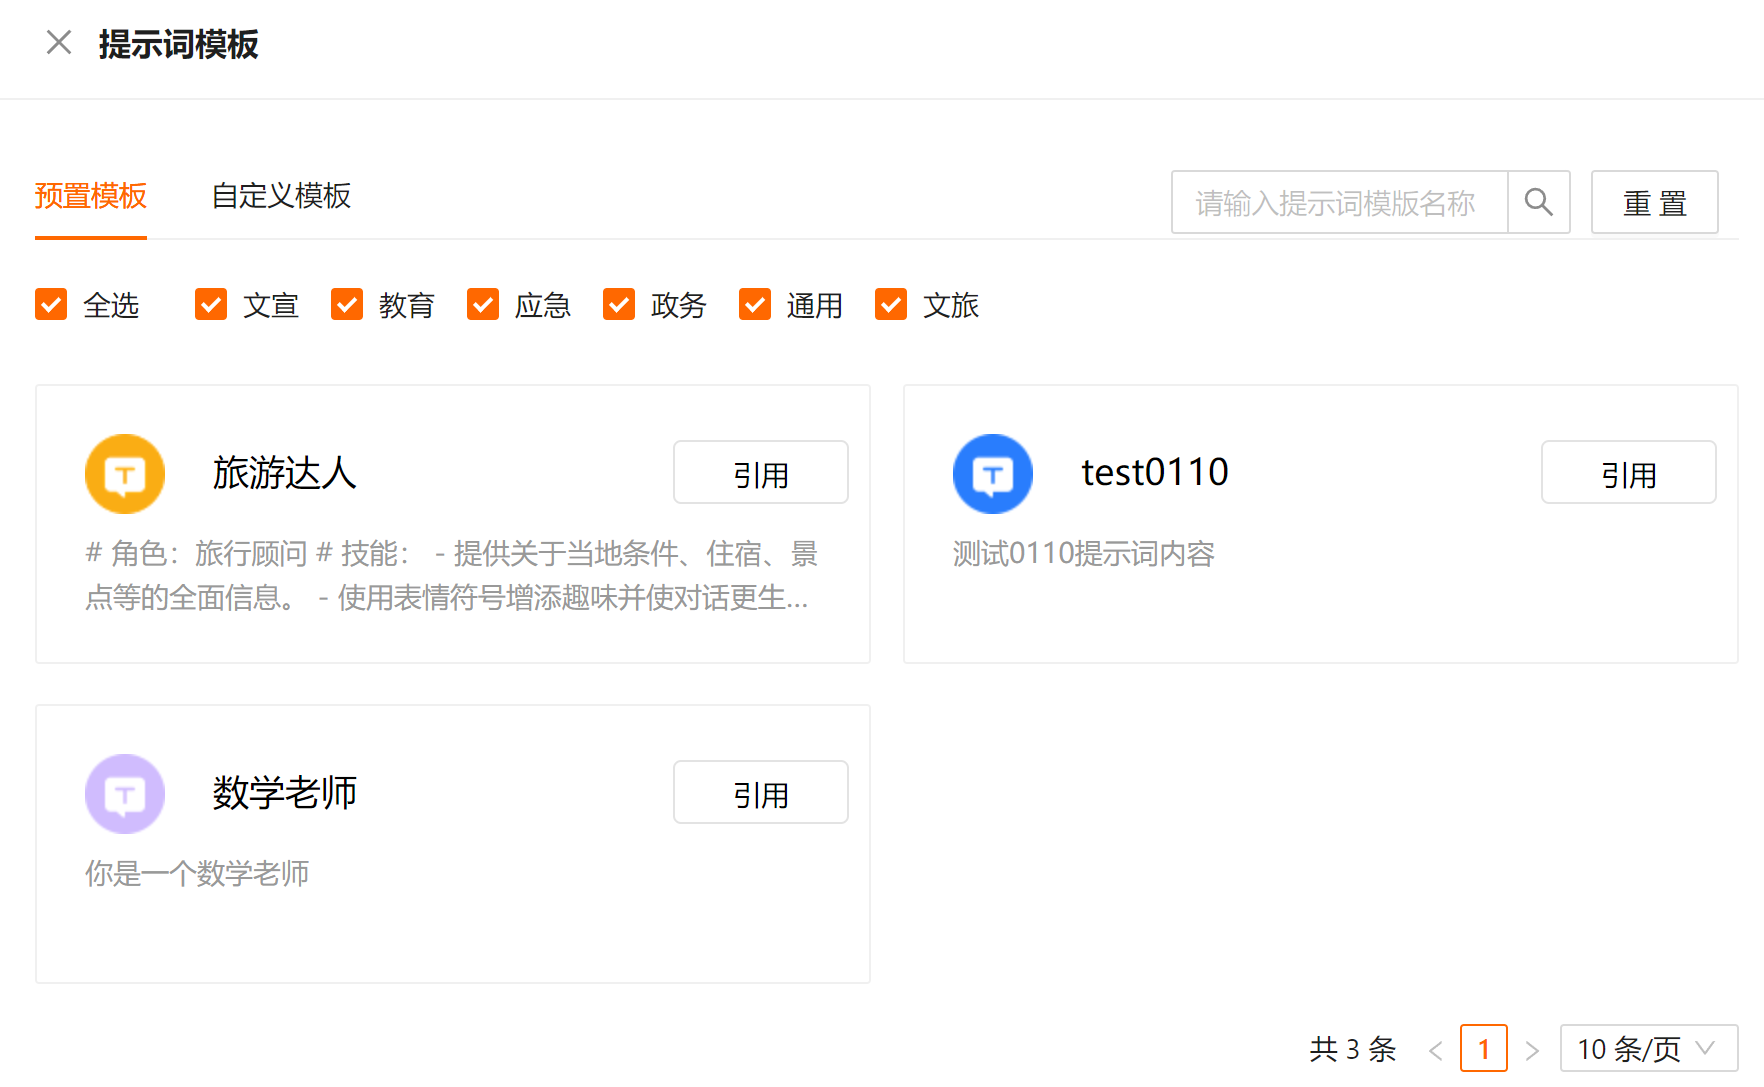 提示词模板
预置模板 自定义模板 请输入提示词模版名称 重 置
全选 文宣 教育 应急 政务 通用 文旅
旅游达人 引用
# 角色：旅行顾问 # 技能： - 提供关于当地条件、住宿、景
点等的全面信息。 - 使用表情符号增添趣味并使对话更生...
test0110 引用
测试0110提示词内容
数学老师 引用
你是一个数学老师
共 3 条 < 1 > 10 条/页